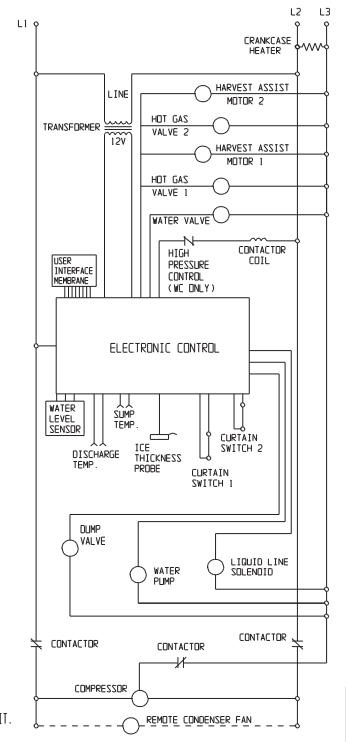 L1
L2 L3
CRANKCASE
HEATER
LINE
HARVEST ASSIST
MOTOR 2
TRANSFORMER
HOT GAS
VALVE 2
12V
HARVEST ASSIST
MOTOR 1
HOT GAS
VALVE 1
WATER VALVE
HIGH
PRESSURE
CONTROL
(WC ONLY)
CONTACTOR
COIL
USER
INTERFACE
MEMBRANE
ELECTRONIC CONTROL
WATER
LEVEL
SENSOR
DISCHARGE
TEMP.
SUMP
TEMP.
ICE
THICKNESS
PROBE
CURTAIN
SWITCH 1
CURTAIN
SWITCH 2
DUMP
VALVE
WATER
PUMP
LIQUID LINE
SOLENOID
CONTACTOR
CONTACTOR
CONTACTOR
COMPRESSOR
IT.
REMOTE CONDENSER FAN